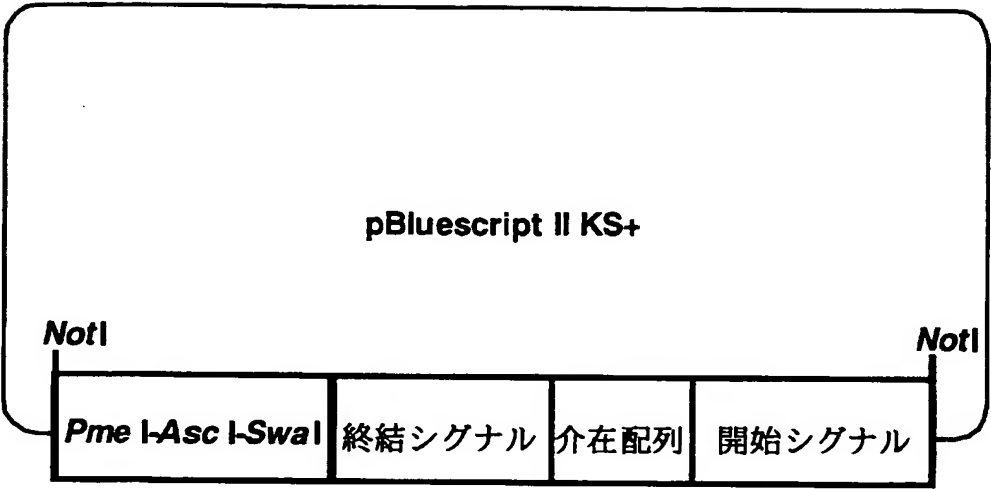 pBluescript II KS+
NotI
NotI
Pme I-Asc I-Swa I
終結シグナル
介在配列
開始シグナル